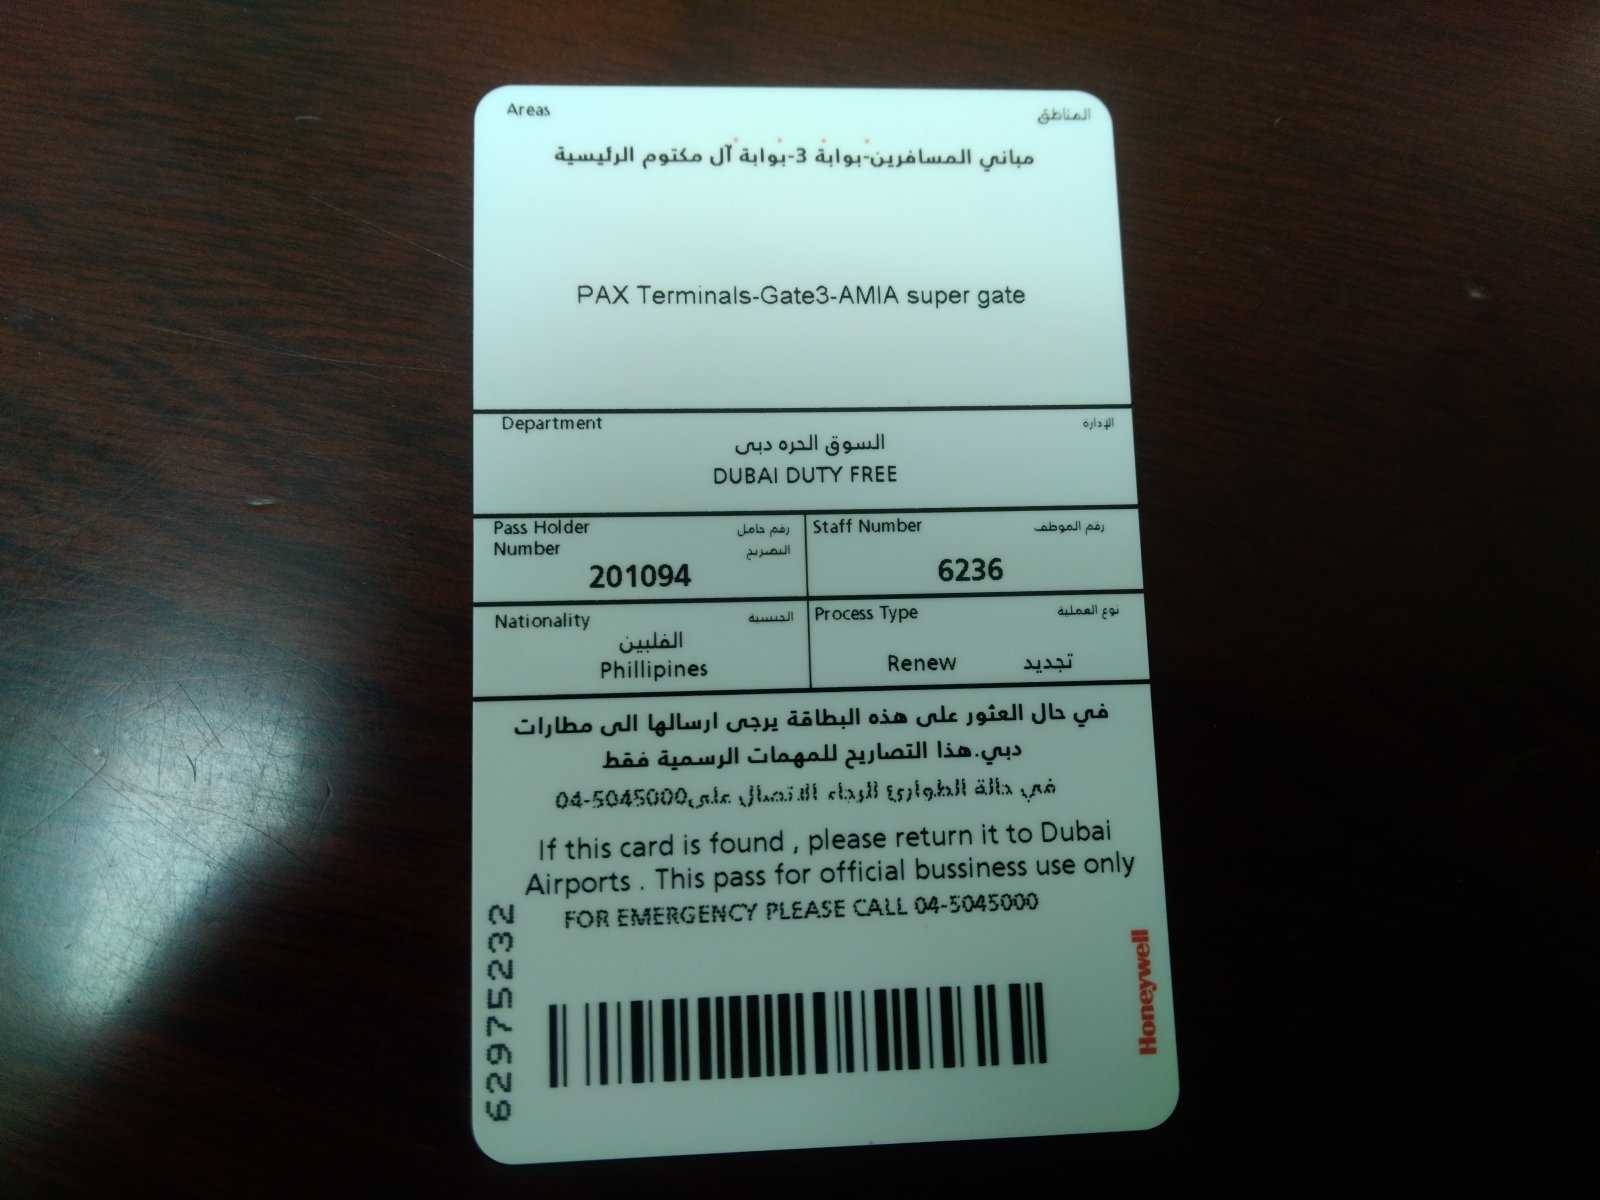 Areas
المناطق
مباني المسافرين-بوابة 3-بوابة آل مكتوم الرئيسية
PAX Terminals-Gate3-AMIA super gate
Department
الإدارة
السوق الحره دبى
DUBAI DUTY FREE
Pass Holder
Number
رقم حامل
التصريح
201094
Staff Number
رقم الموظف
6236
Nationality
الجنسية
الفلبين
Phillipines
Process Type
نوع العملية
Renew تجديد
في حال العثور على هذه البطاقة يرجى ارسالها الى مطارات
دبي.هذا التصاريح للمهمات الرسمية فقط
في حالة الطوارئ الرجاء الاتصال على04-5045000
If this card is found , please return it to Dubai
Airports . This pass for official bussiness use only
FOR EMERGENCY PLEASE CALL 04-5045000
62975232
Honeywell